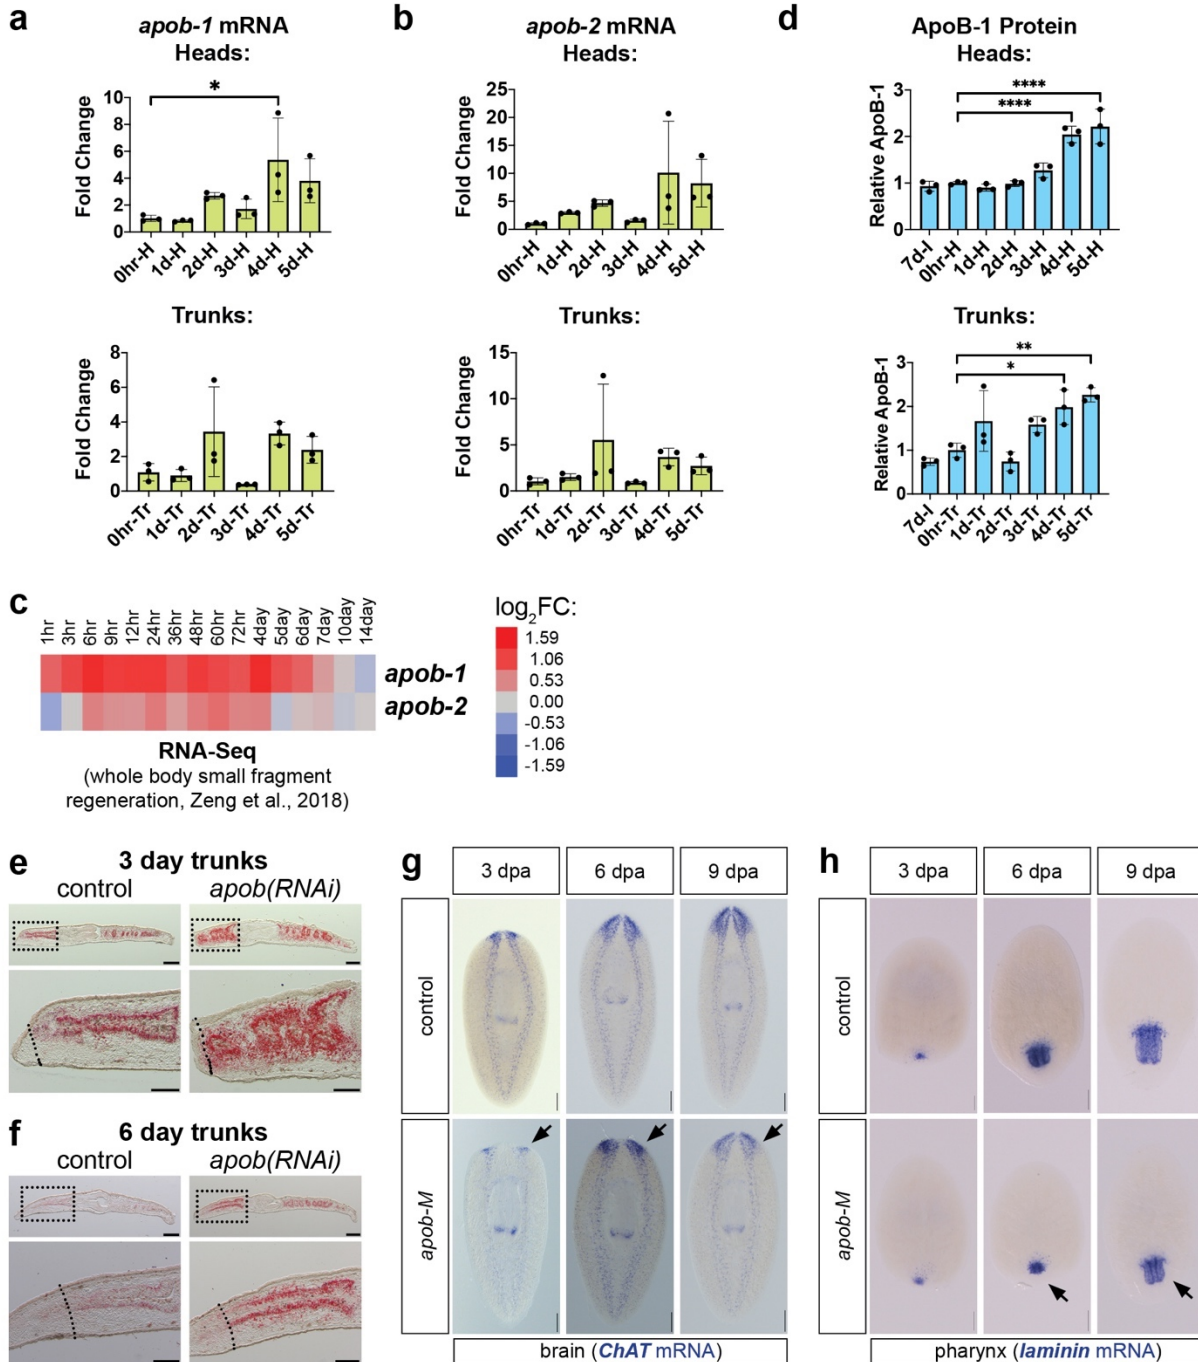 a
apob-1 mRNA
Heads:
Fold Change
10
8
6
4
2
0
*
0hr-H
1d-H
2d-H
3d-H
4d-H
5d-H
Trunks:
Fold Change
8
6
4
2
0
0hr-Tr
1d-Tr
2d-Tr
3d-Tr
4d-Tr
5d-Tr
b
apob-2 mRNA
Heads:
Fold Change
25
20
15
10
5
0
0hr-H
1d-H
2d-H
3d-H
4d-H
5d-H
Trunks:
Fold Change
15
10
5
0
0hr-Tr
1d-Tr
2d-Tr
3d-Tr
4d-Tr
5d-Tr
d
ApoB-1 Protein
Heads:
Relative ApoB-1
3
2
1
0
****
****
7d-I
0hr-H
1d-H
2d-H
3d-H
4d-H
5d-H
Trunks:
Relative ApoB-1
3
2
1
0
**
*
7d-I
0hr-Tr
1d-Tr
2d-Tr
3d-Tr
4d-Tr
5d-Tr
c
1hr
3hr
6hr
9hr
12hr
24hr
36hr
48hr
60hr
72hr
4day
5day
6day
7day
10day
14day
apob-1
apob-2
RNA-Seq
(whole body small fragment
regeneration, Zeng et al., 2018)
log2FC:
1.59
1.06
0.53
0.00
-0.53
-1.06
-1.59
e
3 day trunks
control apob(RNAi)
f
6 day trunks
control apob(RNAi)
g
3 dpa 6 dpa 9 dpa
control
apob-M
brain (ChAT mRNA)
h
3 dpa 6 dpa 9 dpa
control
apob-M
pharynx (laminin mRNA)